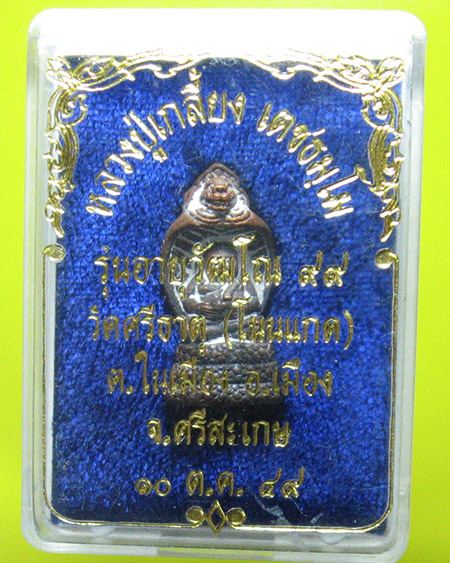 หลวงปู่เกลี้ยง เตชธมฺโม
รุ่นอายุวัฒโณ ๙๙
วัดศรีธาตุ (โนนแกด)
ต.ในเมือง อ.เมือง
จ.ศรีสะเกษ
๑๐ ต.ค. ๔๙